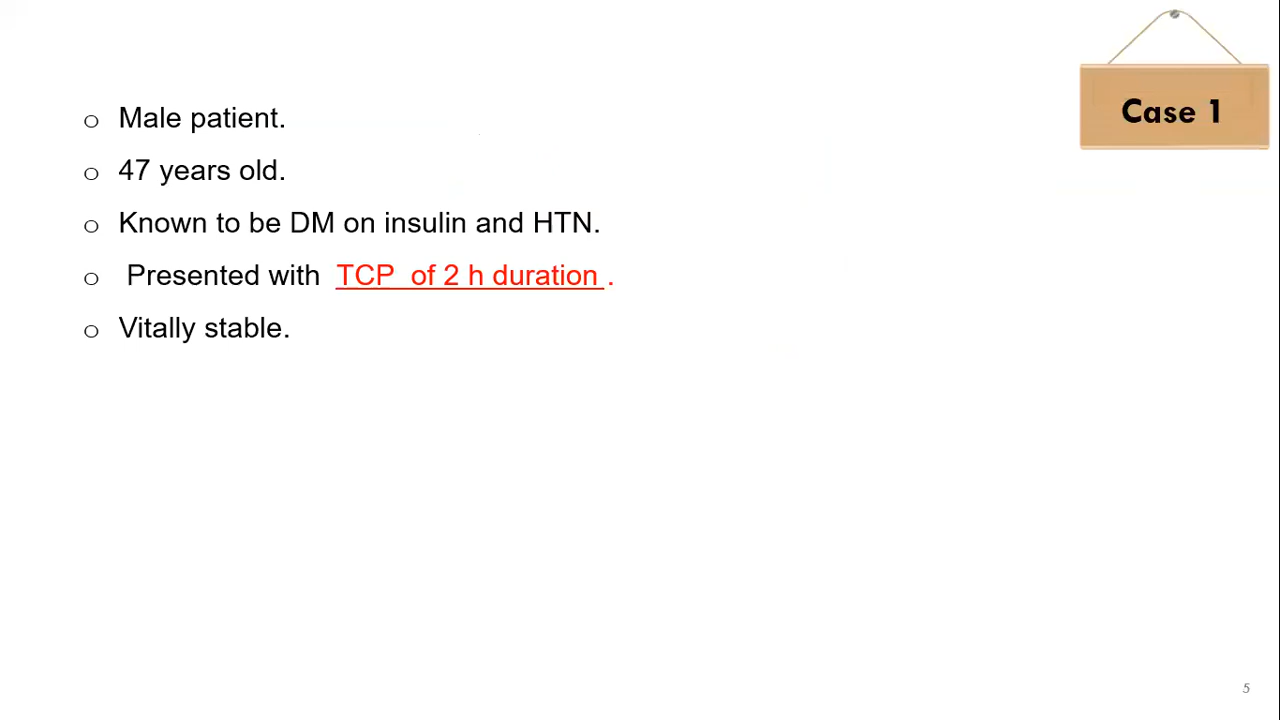 Case 1
o Male patient.
o 47 years old.
o Known to be DM on insulin and HTN.
o Presented with TCP of 2 h duration .
o Vitally stable.
5